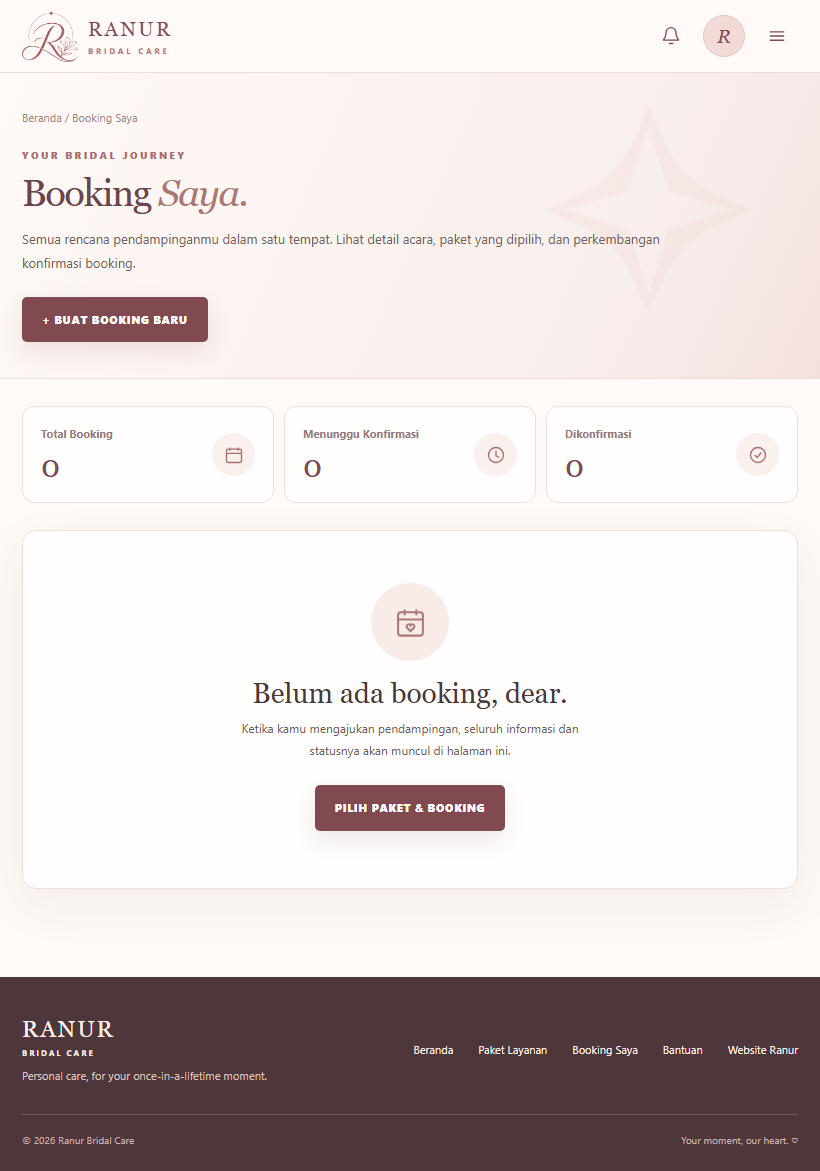 RANUR
BRIDAL CARE
R
Beranda / Booking Saya
YOUR BRIDAL JOURNEY
Booking Saya.
Semua rencana pendampinganmu dalam satu tempat. Lihat detail acara, paket yang dipilih, dan perkembangan
konfirmasi booking.
+ BUAT BOOKING BARU
Total Booking
0
Menunggu Konfirmasi
0
Dikonfirmasi
0
Belum ada booking, dear.
Ketika kamu mengajukan pendampingan, seluruh informasi dan
statusnya akan muncul di halaman ini.
PILIH PAKET & BOOKING
RANUR
BRIDAL CARE
Personal care, for your once-in-a-lifetime moment.
Beranda Paket Layanan Booking Saya Bantuan Website Ranur
© 2026 Ranur Bridal Care
Your moment, our heart. ♡